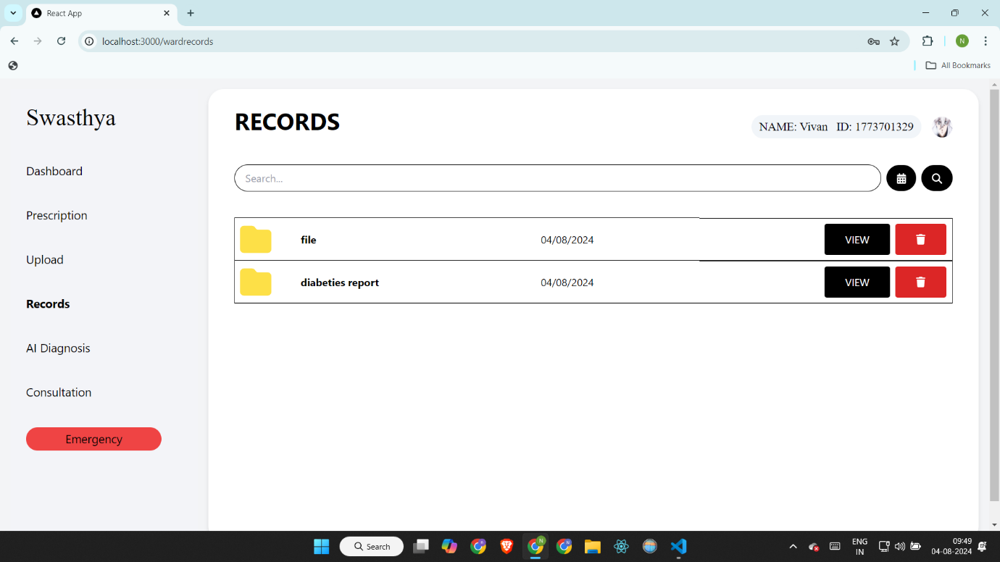 React App
localhost:3000/wardrecords
N
All Bookmarks
Swasthya
Dashboard
Prescription
Upload
Records
AI Diagnosis
Consultation
Emergency
RECORDS
NAME: Vivan ID: 1773701329
Search...
file 04/08/2024 VIEW
diabeties report 04/08/2024 VIEW
Search
ENG
IN
09:49
04-08-2024